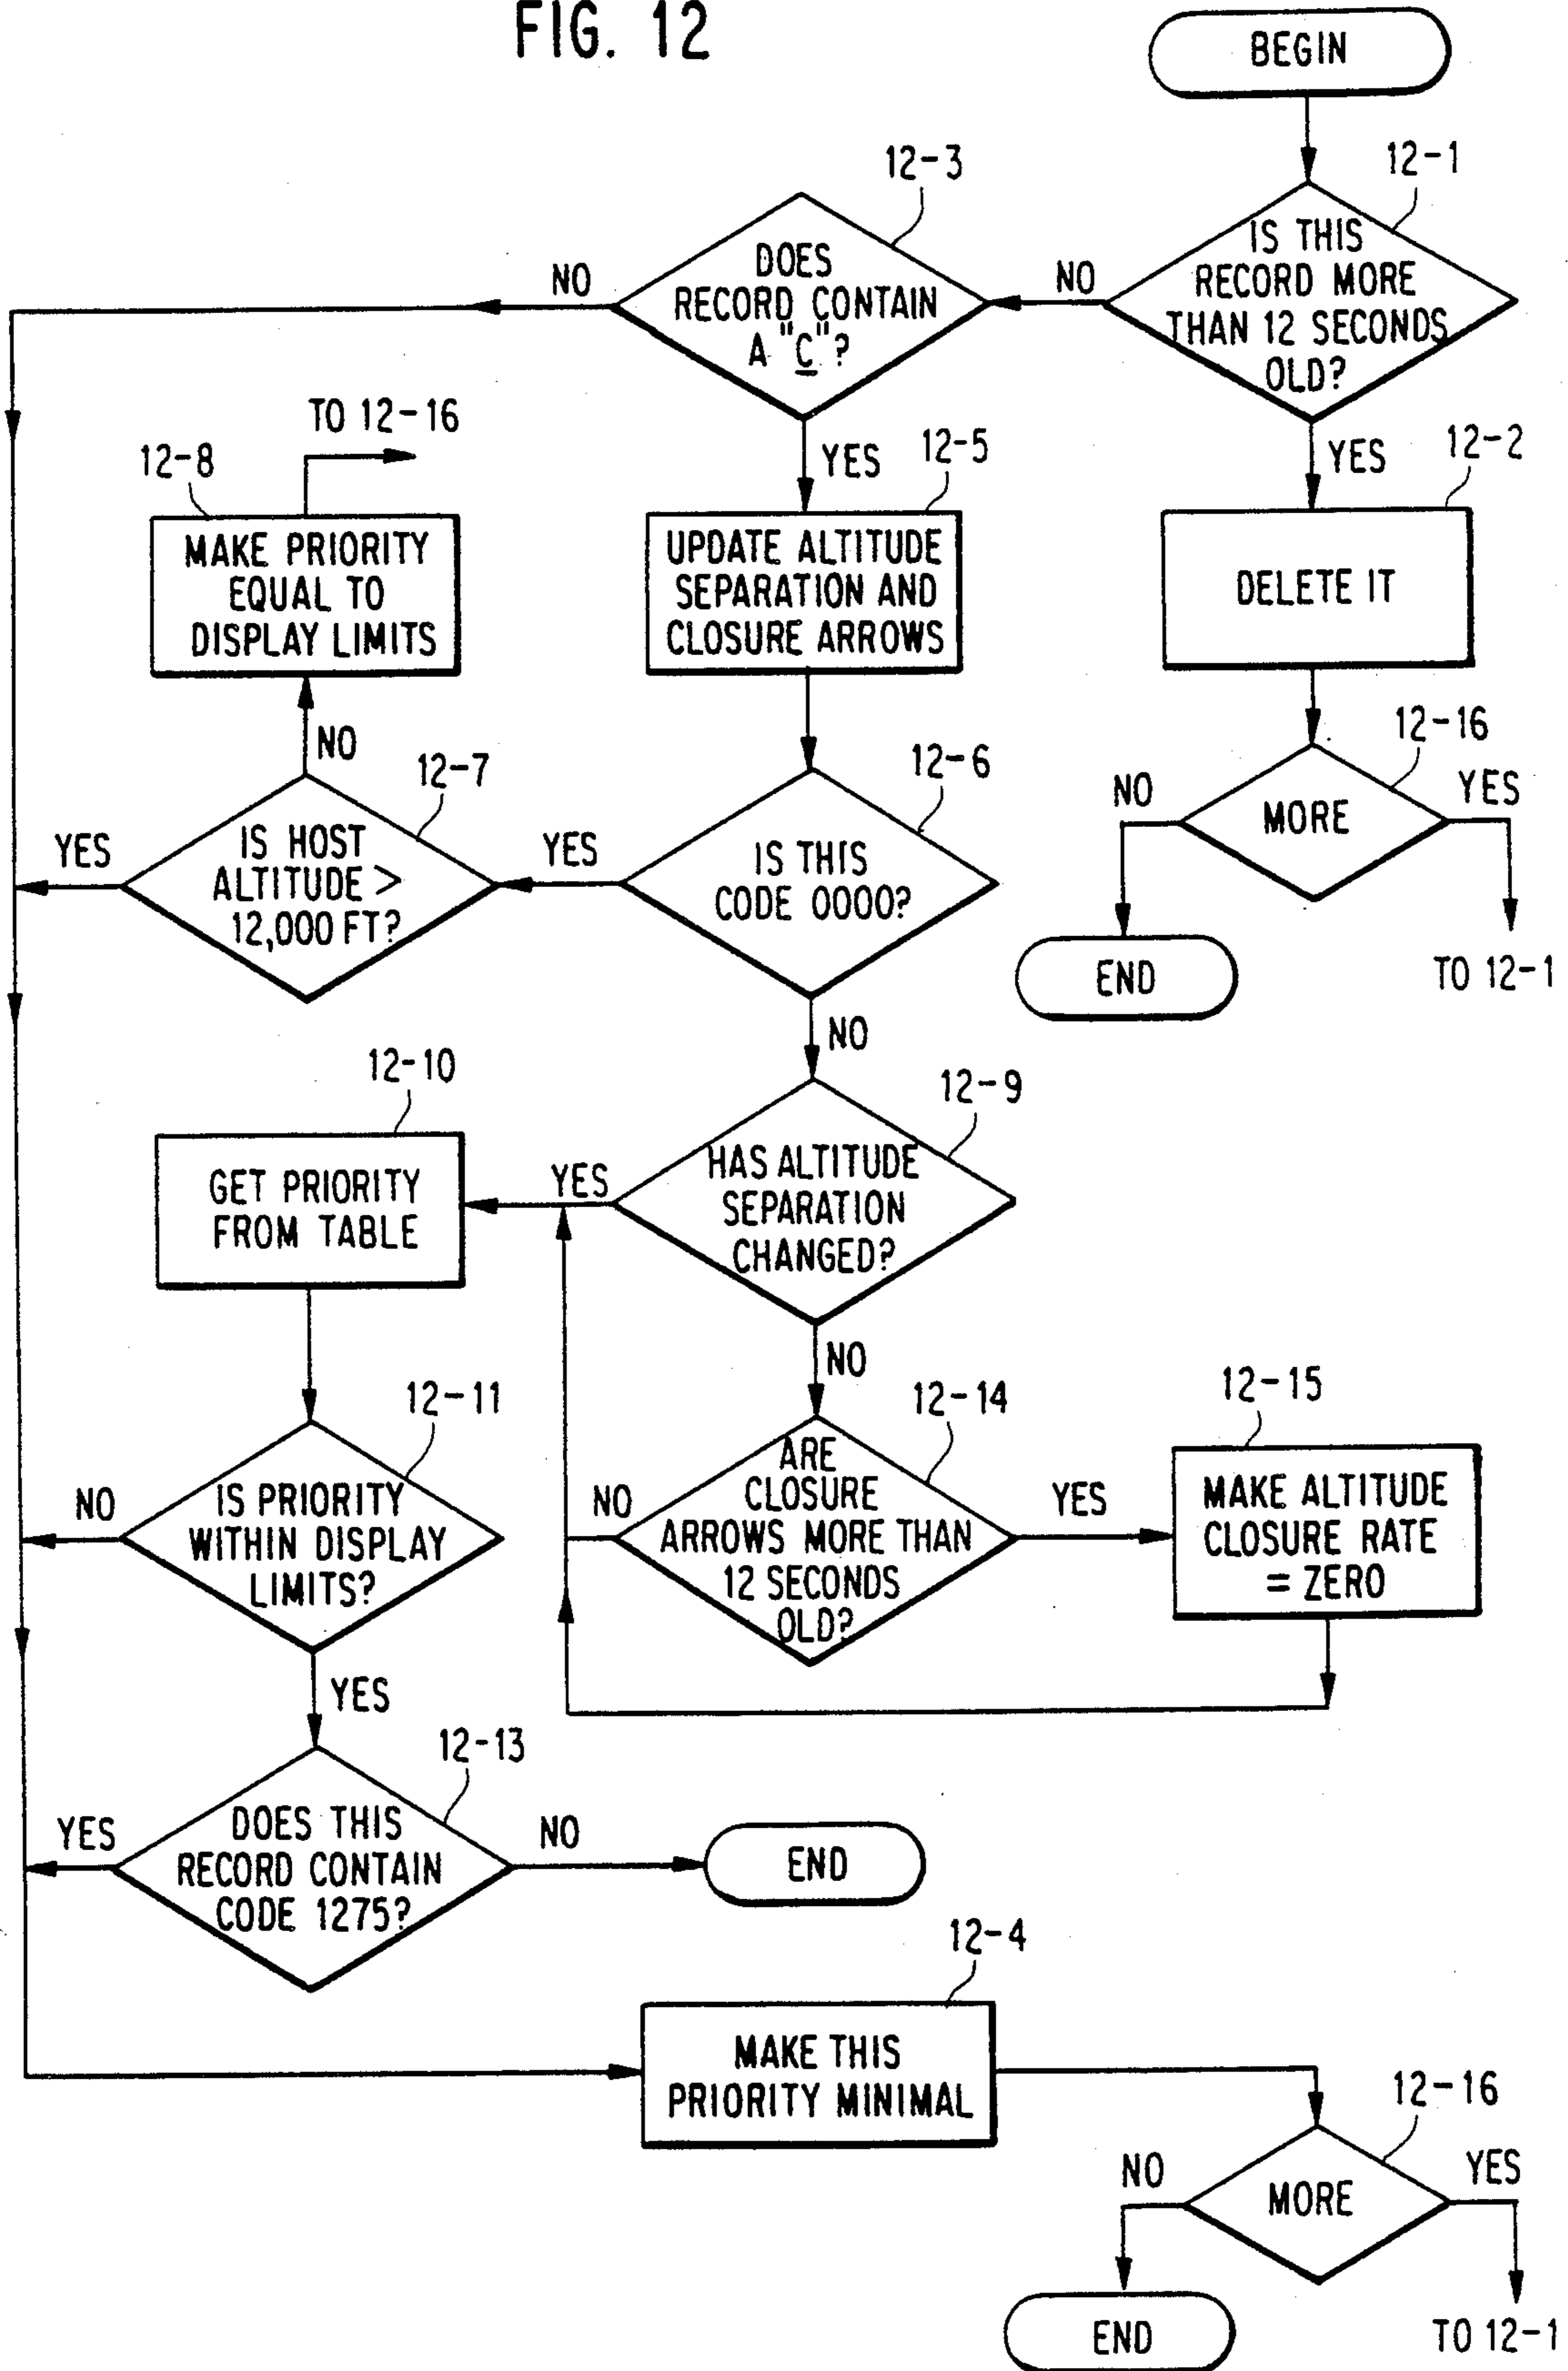 FIG. 12
BEGIN
12-1
IS THIS
RECORD MORE
THAN 12 SECONDS
OLD?
NO
YES
12-3
DOES
RECORD CONTAIN
A "C"?
NO
YES
12-2
DELETE IT
12-16
MORE
NO
YES
END
TO 12-1
12-5
UPDATE ALTITUDE
SEPARATION AND
CLOSURE ARROWS
TO 12-16
12-8
MAKE PRIORITY
EQUAL TO
DISPLAY LIMITS
NO
12-7
IS HOST
ALTITUDE >
12,000 FT?
YES
YES
12-6
IS THIS
CODE 0000?
NO
12-9
HAS ALTITUDE
SEPARATION
CHANGED?
YES
NO
12-10
GET PRIORITY
FROM TABLE
12-11
IS PRIORITY
WITHIN DISPLAY
LIMITS?
NO
YES
12-14
ARE
CLOSURE
ARROWS MORE THAN
12 SECONDS
OLD?
NO
YES
12-15
MAKE ALTITUDE
CLOSURE RATE
= ZERO
12-13
DOES THIS
RECORD CONTAIN
CODE 1275?
YES
NO
END
12-4
MAKE THIS
PRIORITY MINIMAL
12-16
MORE
NO
YES
END
TO 12-1